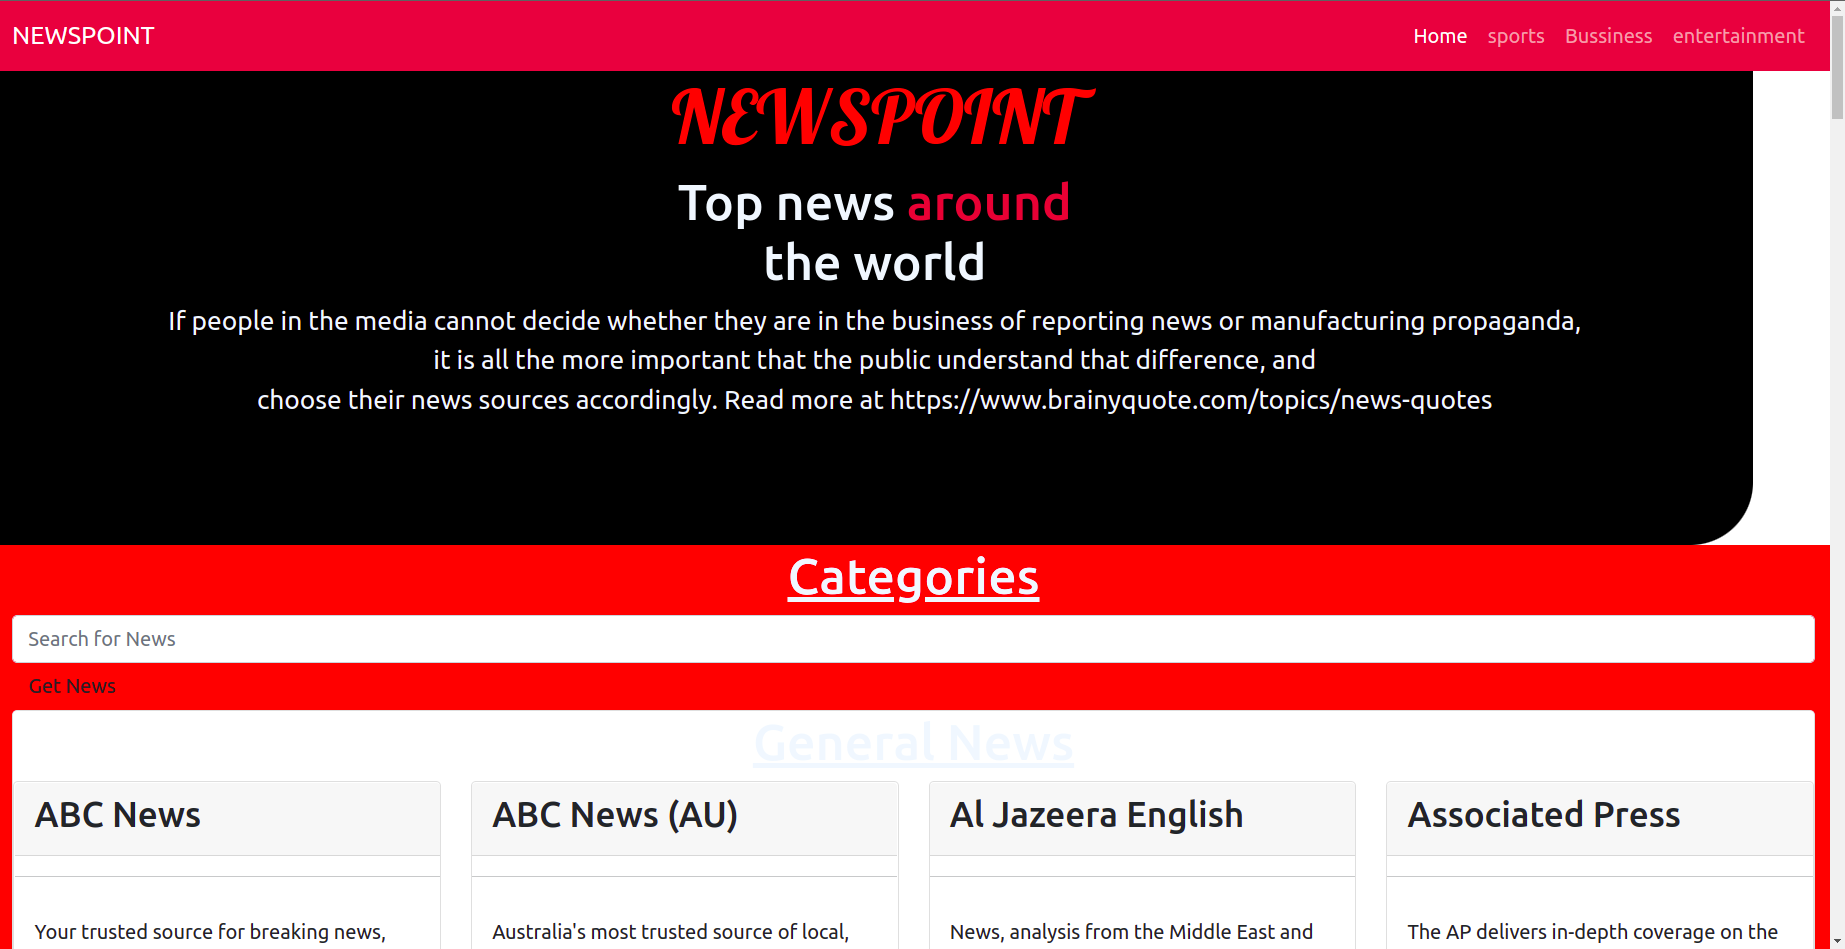 NEWSPOINT
Home sports Bussiness entertainment
NEWSPOINT
Top news around
the world
If people in the media cannot decide whether they are in the business of reporting news or manufacturing propaganda,
it is all the more important that the public understand that difference, and
choose their news sources accordingly. Read more at https://www.brainyquote.com/topics/news-quotes
Categories
Search for News
Get News
General News
ABC News
Your trusted source for breaking news,
ABC News (AU)
Australia's most trusted source of local,
Al Jazeera English
News, analysis from the Middle East and
Associated Press
The AP delivers in-depth coverage on the